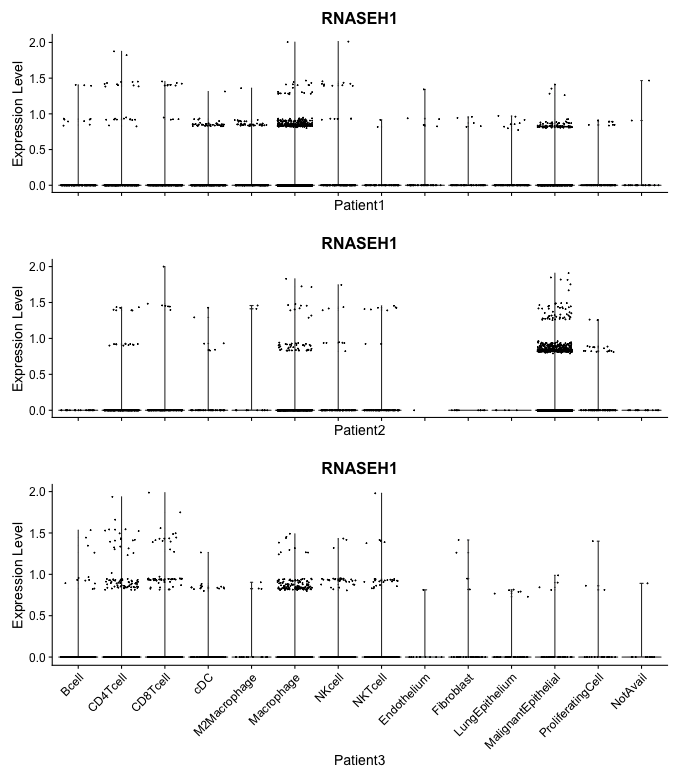 RNASEH1
2.0
1.5
1.0
0.5
0.0
Expression Level
Patient1
RNASEH1
2.0
1.5
1.0
0.5
0.0
Expression Level
Patient2
RNASEH1
2.0
1.5
1.0
0.5
0.0
Expression Level
Bcell
CD4Tcell
CD8Tcell
cDC
M2Macrophage
Macrophage
NKcell
NKTcell
Endothelium
Fibroblast
LungEpithelium
MalignantEpithelial
ProliferatingCell
NotAvail
Patient3